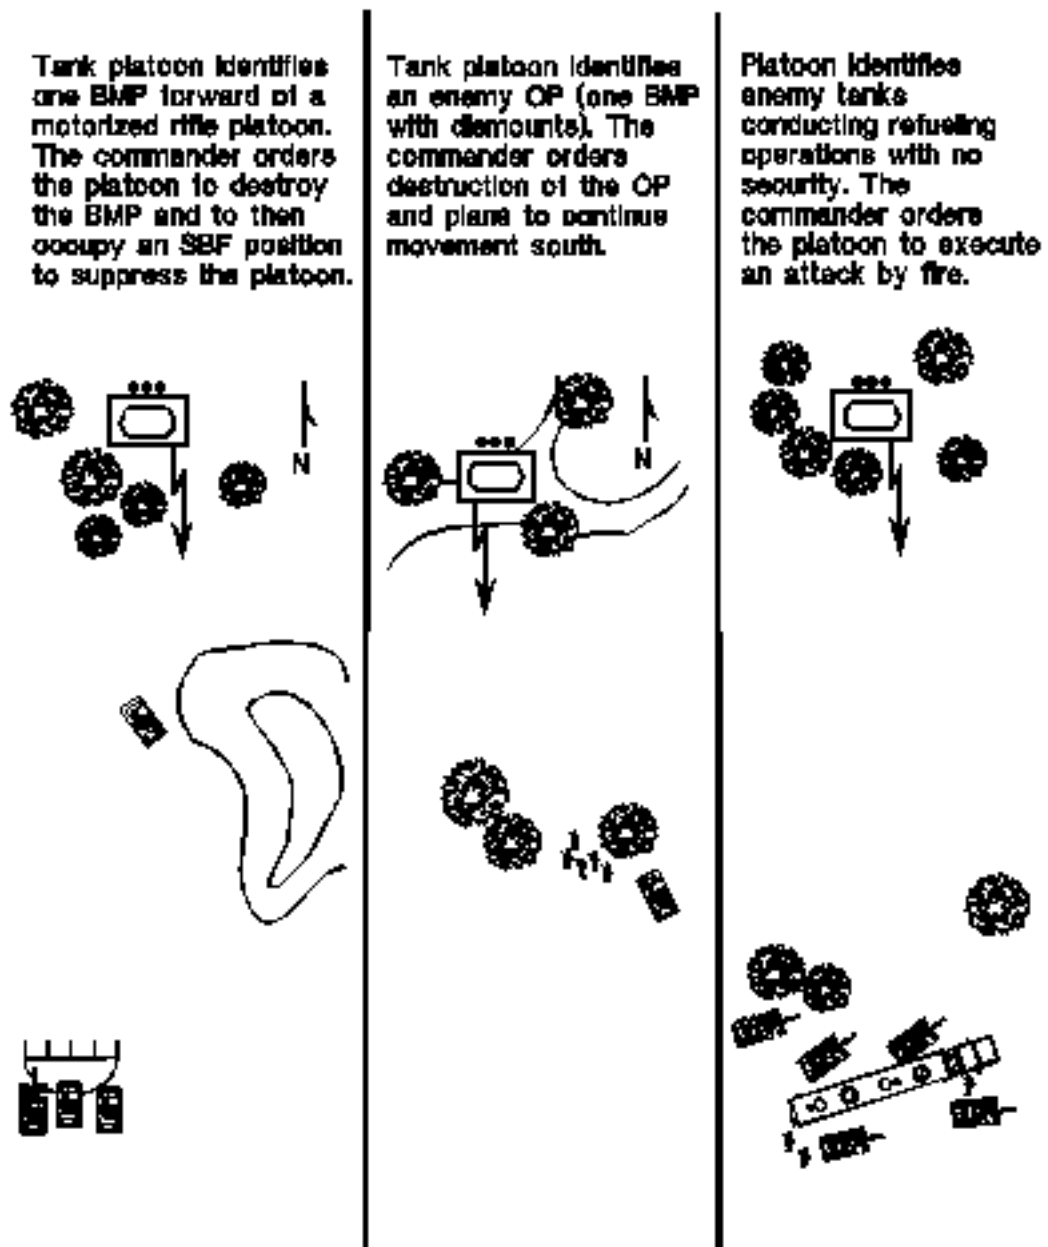 Tank platoon identifies
one BMP forward of a
motorized rifle platoon.
The commander orders
the platoon to destroy
the BMP and to then
occupy an SBF position
to suppress the platoon.
N
Tank platoon identifies
an enemy OP (one BMP
with dismounts). The
commander orders
destruction of the OP
and plans to continue
movement south.
N
Platoon identifies
enemy tanks
conducting refueling
operations with no
security. The
commander orders
the platoon to execute
an attack by fire.